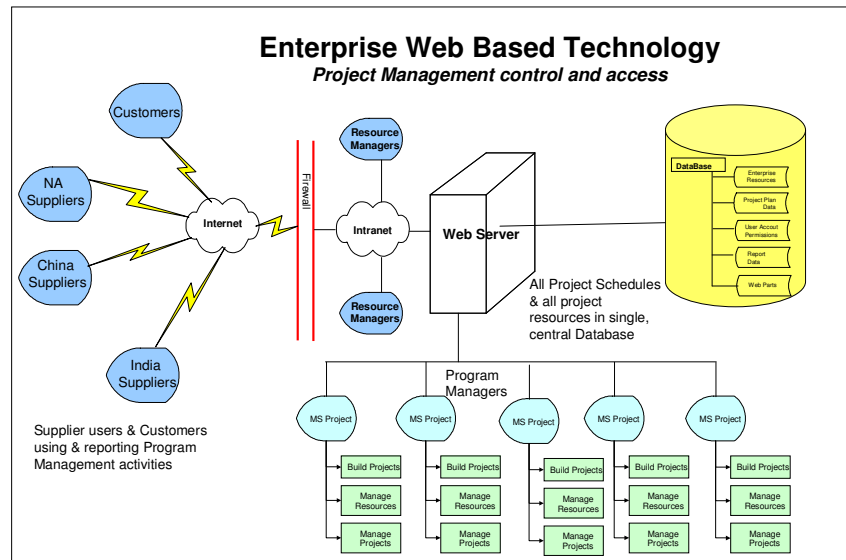 Enterprise Web Based Technology
Project Management control and access
Customers
NA
Suppliers
China
Suppliers
India
Suppliers
Internet
Firewall
Resource
Managers
Intranet
Resource
Managers
Web Server
DataBase
Enterprise
Resources
Project Plan
Data
User Accout
Permissions
Report
Data
Web Parts
All Project Schedules
& all project
resources in single,
central Database
Supplier users & Customers
using & reporting Program
Management activities
Program
Managers
MS Project
Build Projects
Manage
Resources
Manage
Projects
MS Project
Build Projects
Manage
Resources
Manage
Projects
MS Project
Build Projects
Manage
Resources
Manage
Projects
MS Project
Build Projects
Manage
Resources
Manage
Projects
MS Project
Build Projects
Manage
Resources
Manage
Projects